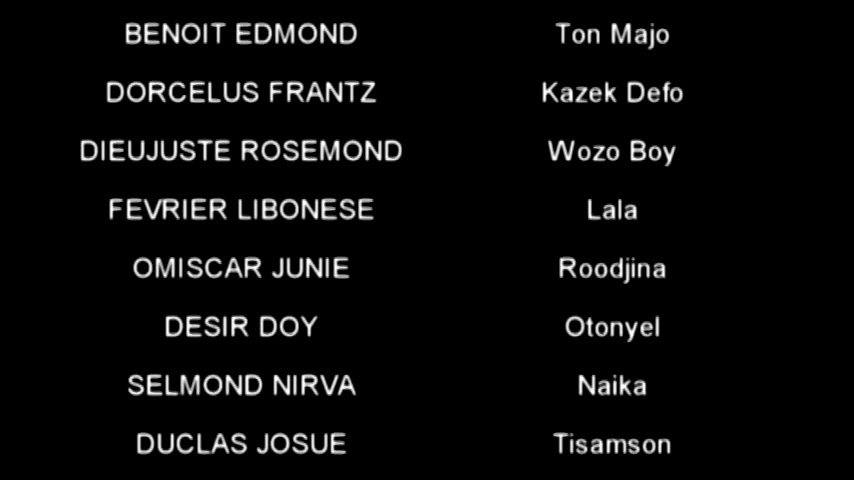 BENOIT EDMOND Ton Majo
DORCELUS FRANTZ Kazek Defo
DIEUJUSTE ROSEMOND Wozo Boy
FEVRIER LIBONESE Lala
OMISCAR JUNIE Roodjina
DESIR DOY Otonyel
SELMOND NIRVA Naika
DUCLAS JOSUE Tisamson